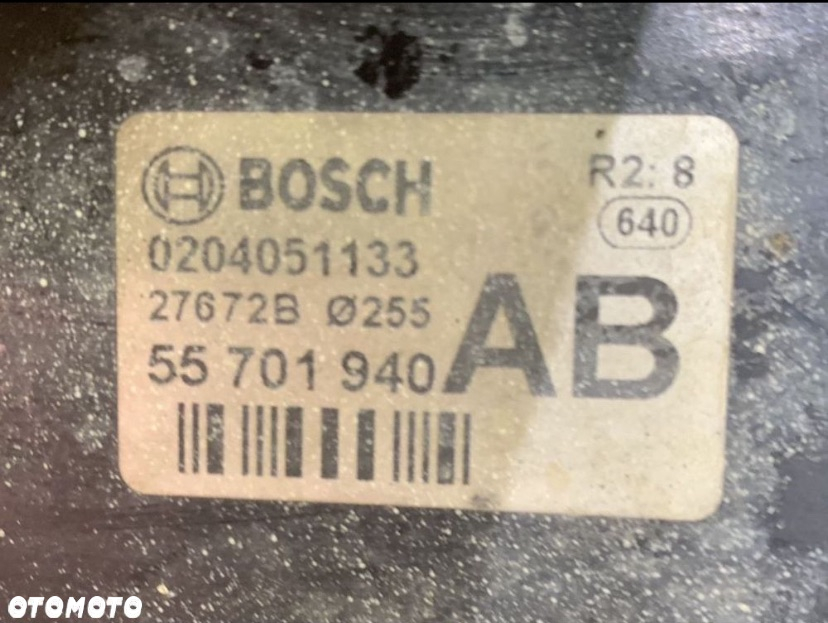 BOSCH
R2: 8
640
0204051133
27672B Ø255
55 701 940 AB
OTOMOTO